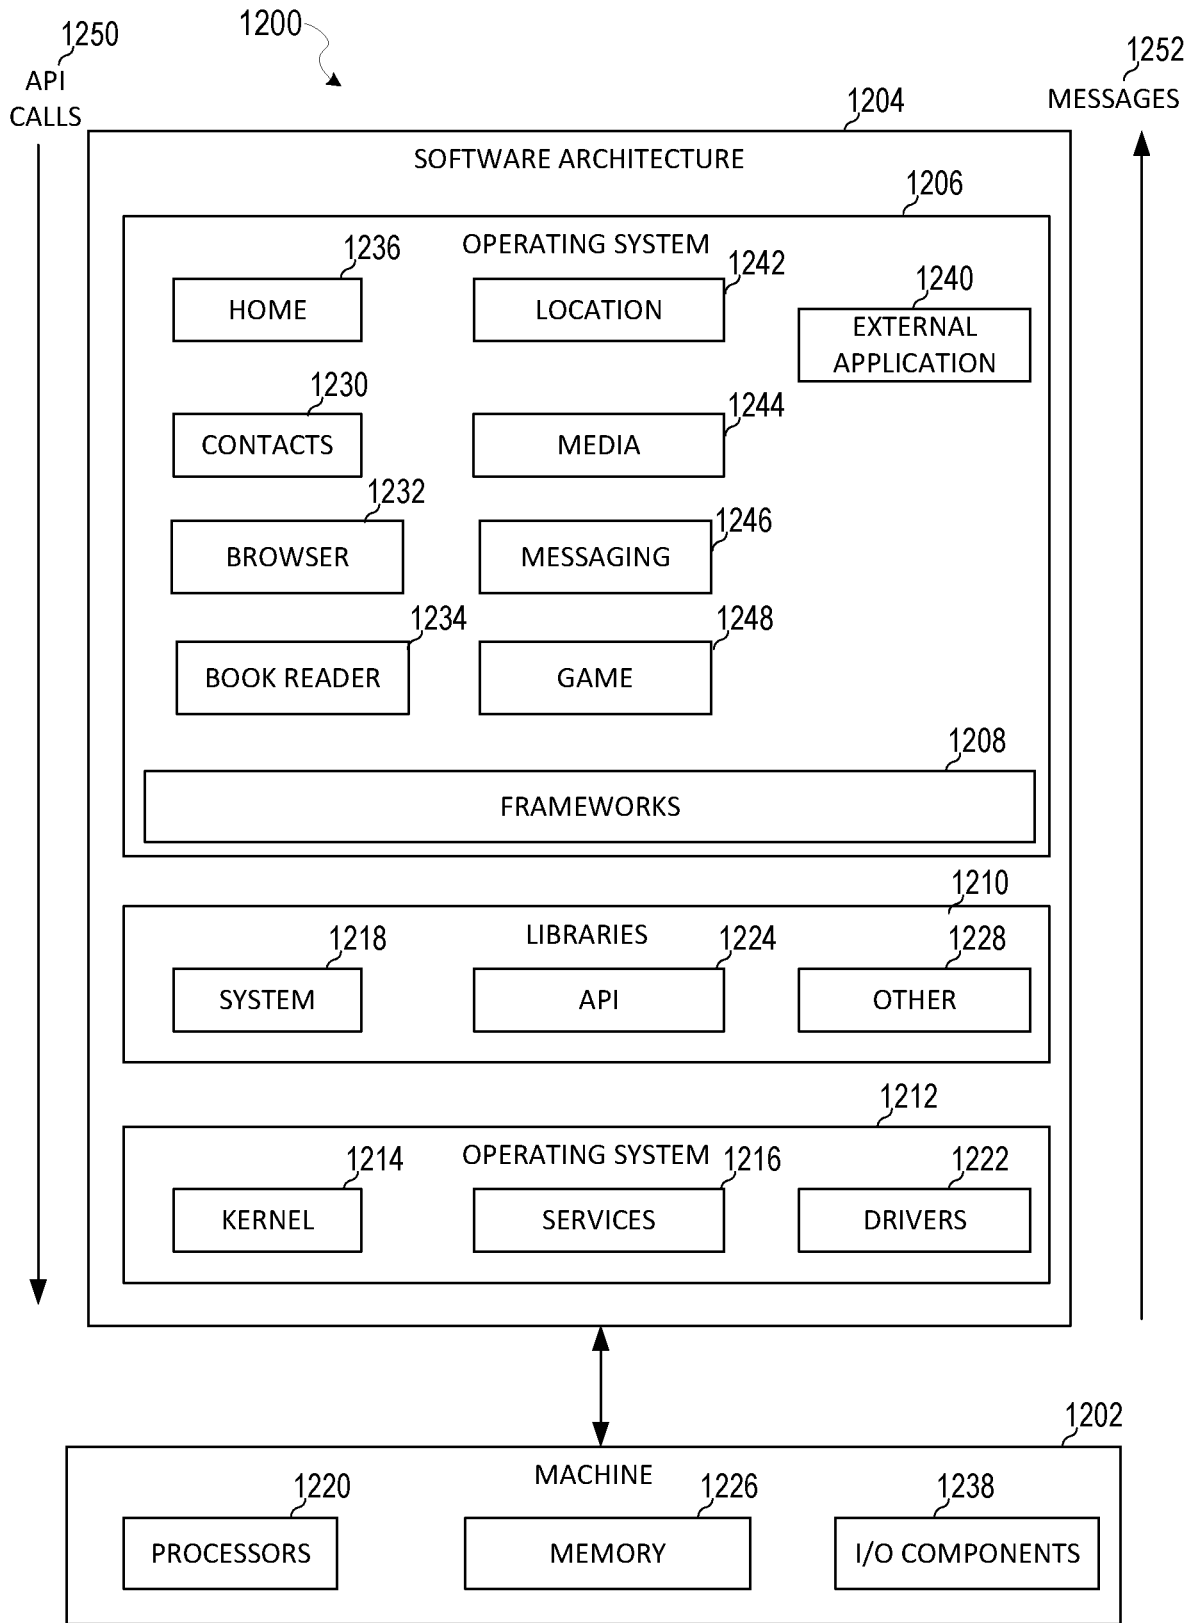 1250
API
CALLS
1200
1252
MESSAGES
1204
SOFTWARE ARCHITECTURE
1206
OPERATING SYSTEM
1236
HOME
1242
LOCATION
1240
EXTERNAL
APPLICATION
1230
CONTACTS
1244
MEDIA
1232
BROWSER
1246
MESSAGING
1234
BOOK READER
1248
GAME
1208
FRAMEWORKS
1210
LIBRARIES
1218
SYSTEM
1224
API
1228
OTHER
1212
OPERATING SYSTEM
1214
KERNEL
1216
SERVICES
1222
DRIVERS
1202
MACHINE
1220
PROCESSORS
1226
MEMORY
1238
I/O COMPONENTS